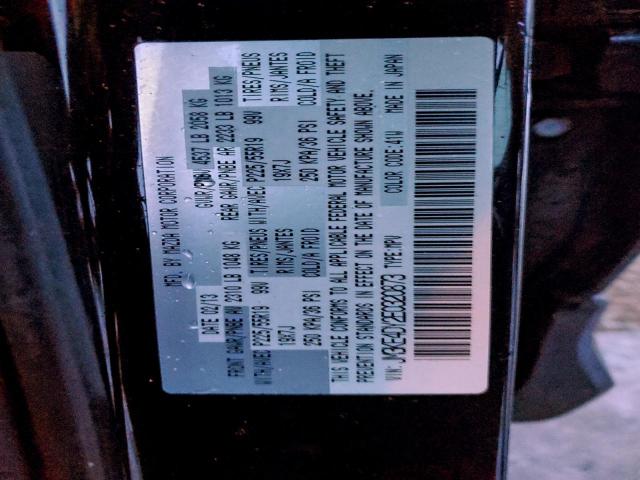 MFD. BY MAZDA MOTOR CORPORATION
DATE 02/13 GVWR/PNBV 4537 LB 2058 KG
FRONT GAWR/PNBE AV 2310 LB 1048 KG REAR GAWR/PNBE AR 2233 LB 1013 KG
WITH/AVEC P225/55R19 99V TIRES/PNEUS WITH/AVEC P225/55R19 99V TIRES/PNEUS
19X7J RIMS/JANTES 19X7J RIMS/JANTES
250 KPA/36 PSI COLD/A FROID 250 KPA/36 PSI COLD/A FROID
THIS VEHICLE CONFORMS TO ALL APPLICABLE FEDERAL MOTOR VEHICLE SAFETY AND THEFT
PREVENTION STANDARDS IN EFFECT ON THE DATE OF MANUFACTURE SHOWN ABOVE.
VIN: TYPE:MPV COLOR CODE:41W MADE IN JAPAN